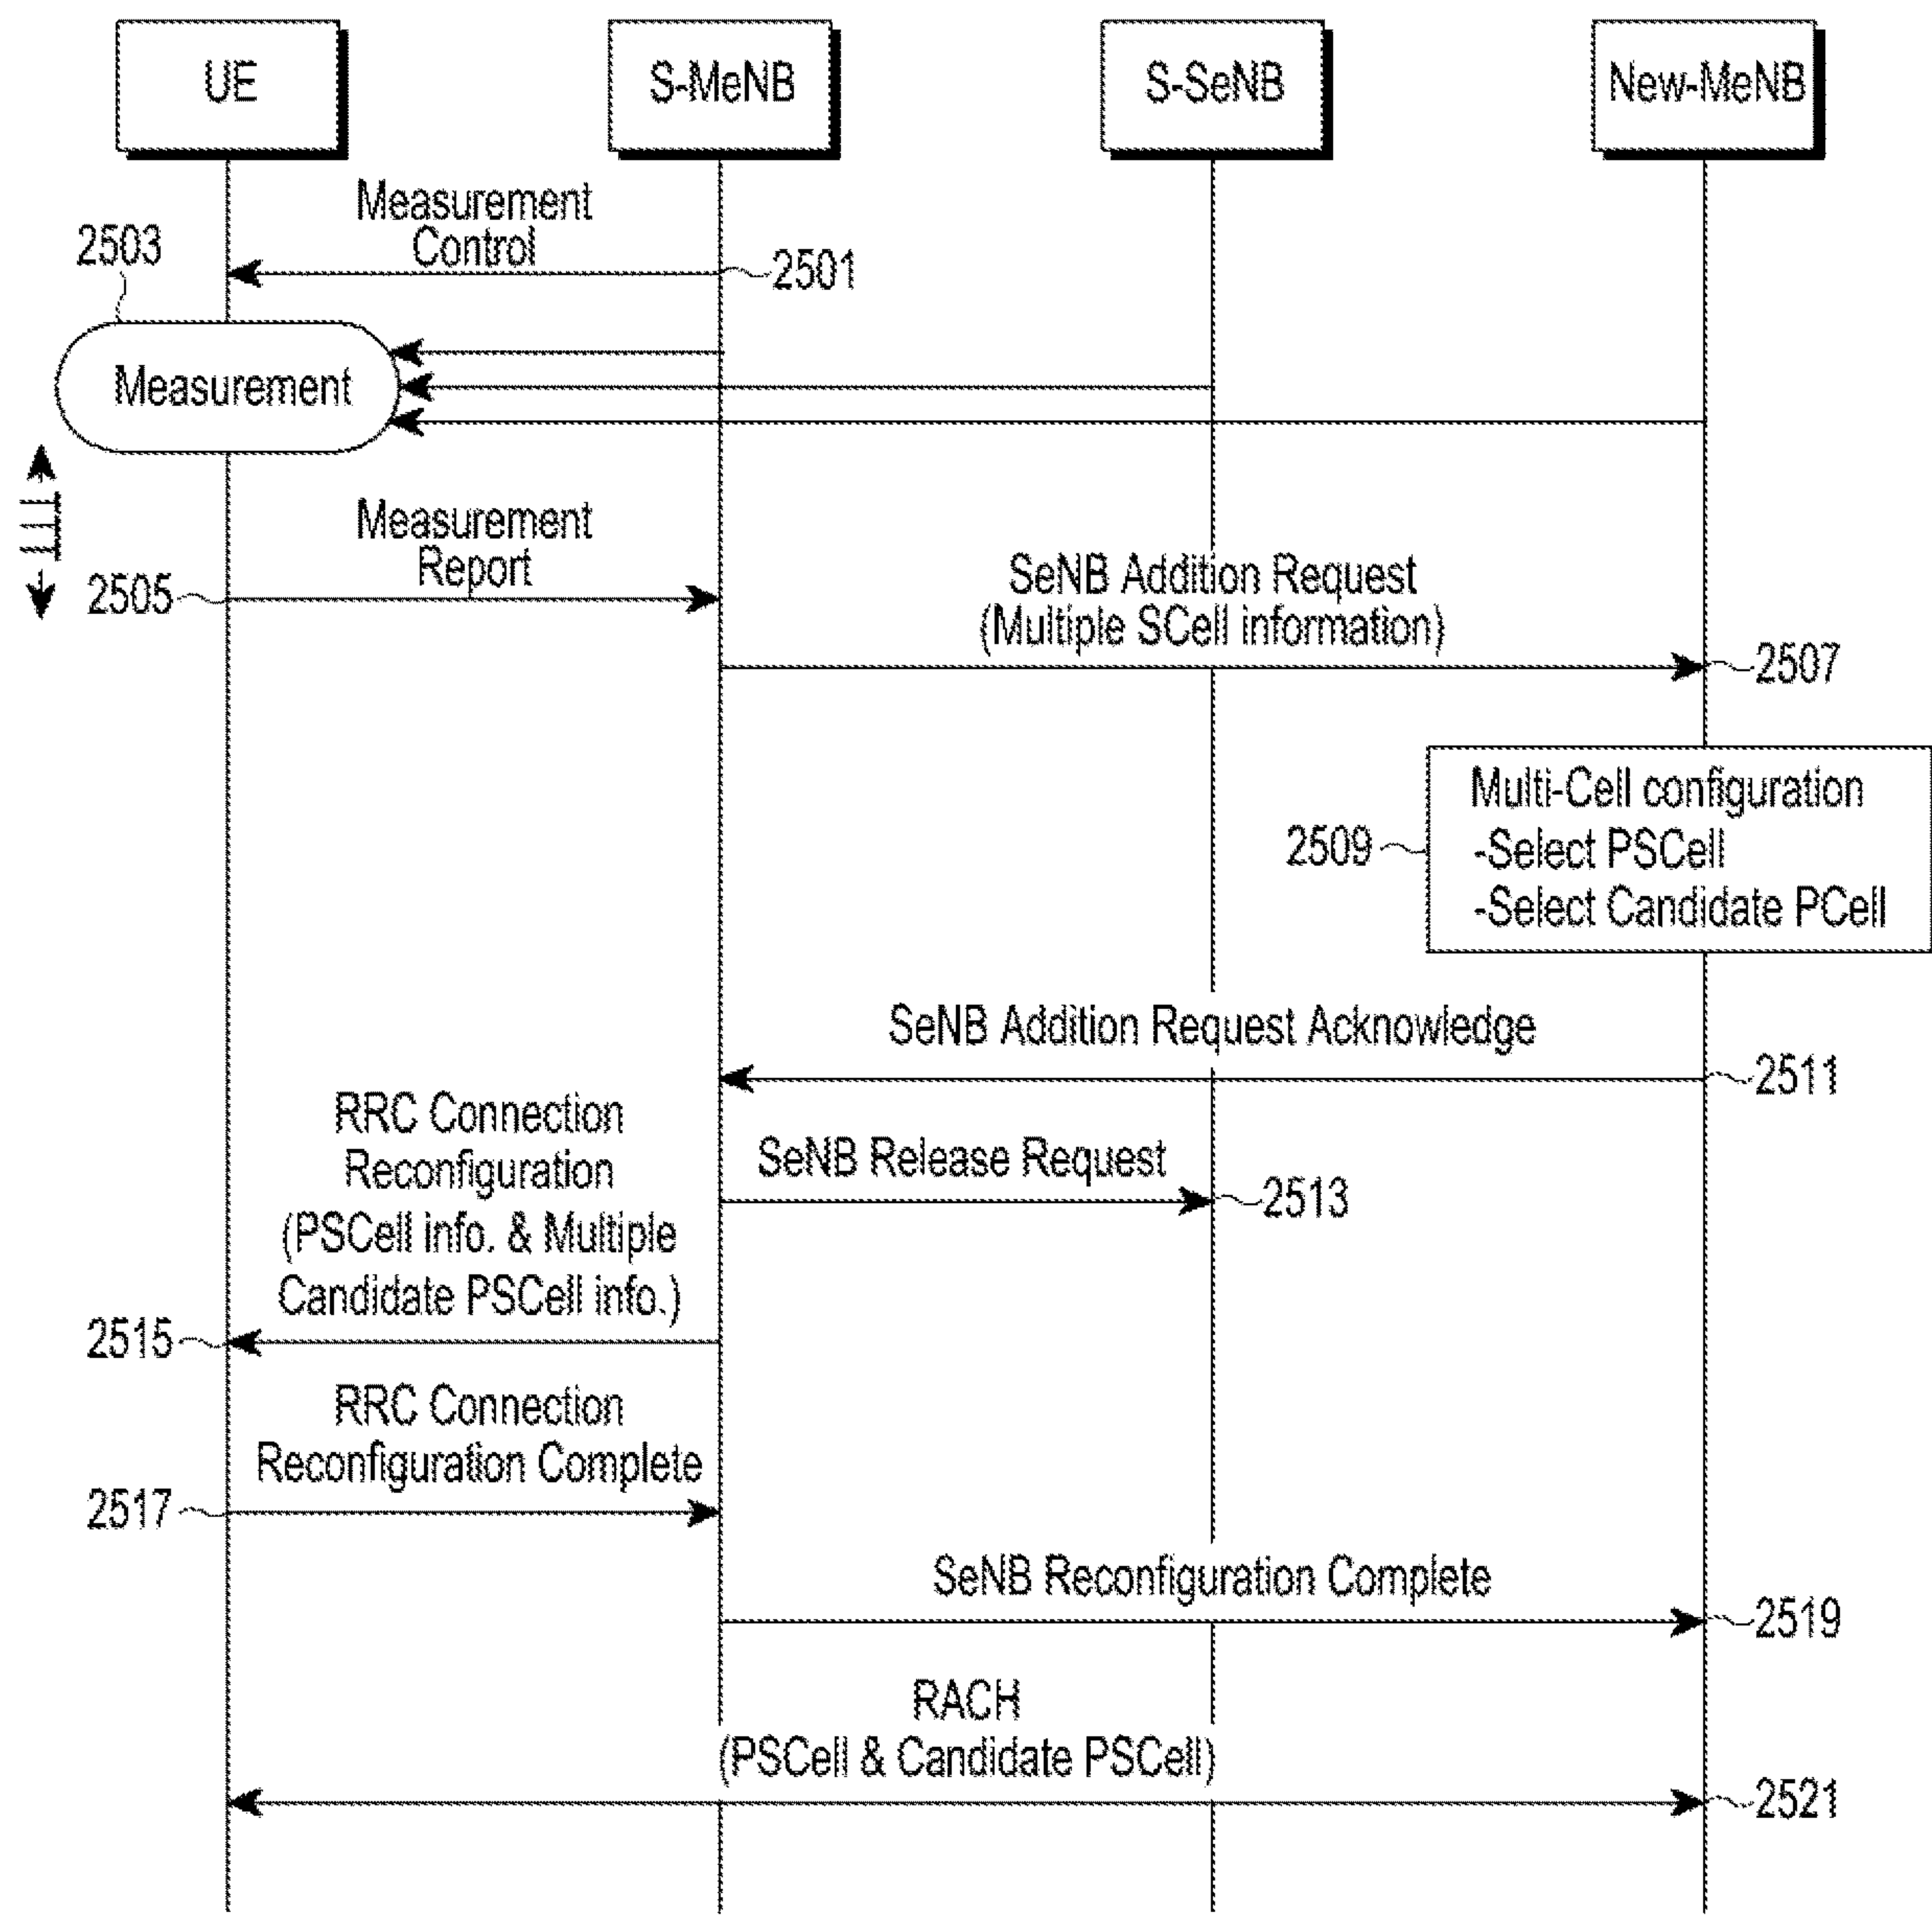 UE
S-MeNB
S-SeNB
New-MeNB
Measurement
Control
2503
2501
Measurement
Measurement
Report
2505
SeNB Addition Request
(Multiple SCell information)
2507
Multi-Cell configuration
-Select PSCell
-Select Candidate PCell
2509
SeNB Addition Request Acknowledge
2511
RRC Connection
Reconfiguration
(PSCell info. & Multiple
Candidate PSCell info.)
2515
SeNB Release Request
2513
RRC Connection
Reconfiguration Complete
2517
SeNB Reconfiguration Complete
2519
RACH
(PSCell & Candidate PSCell)
2521